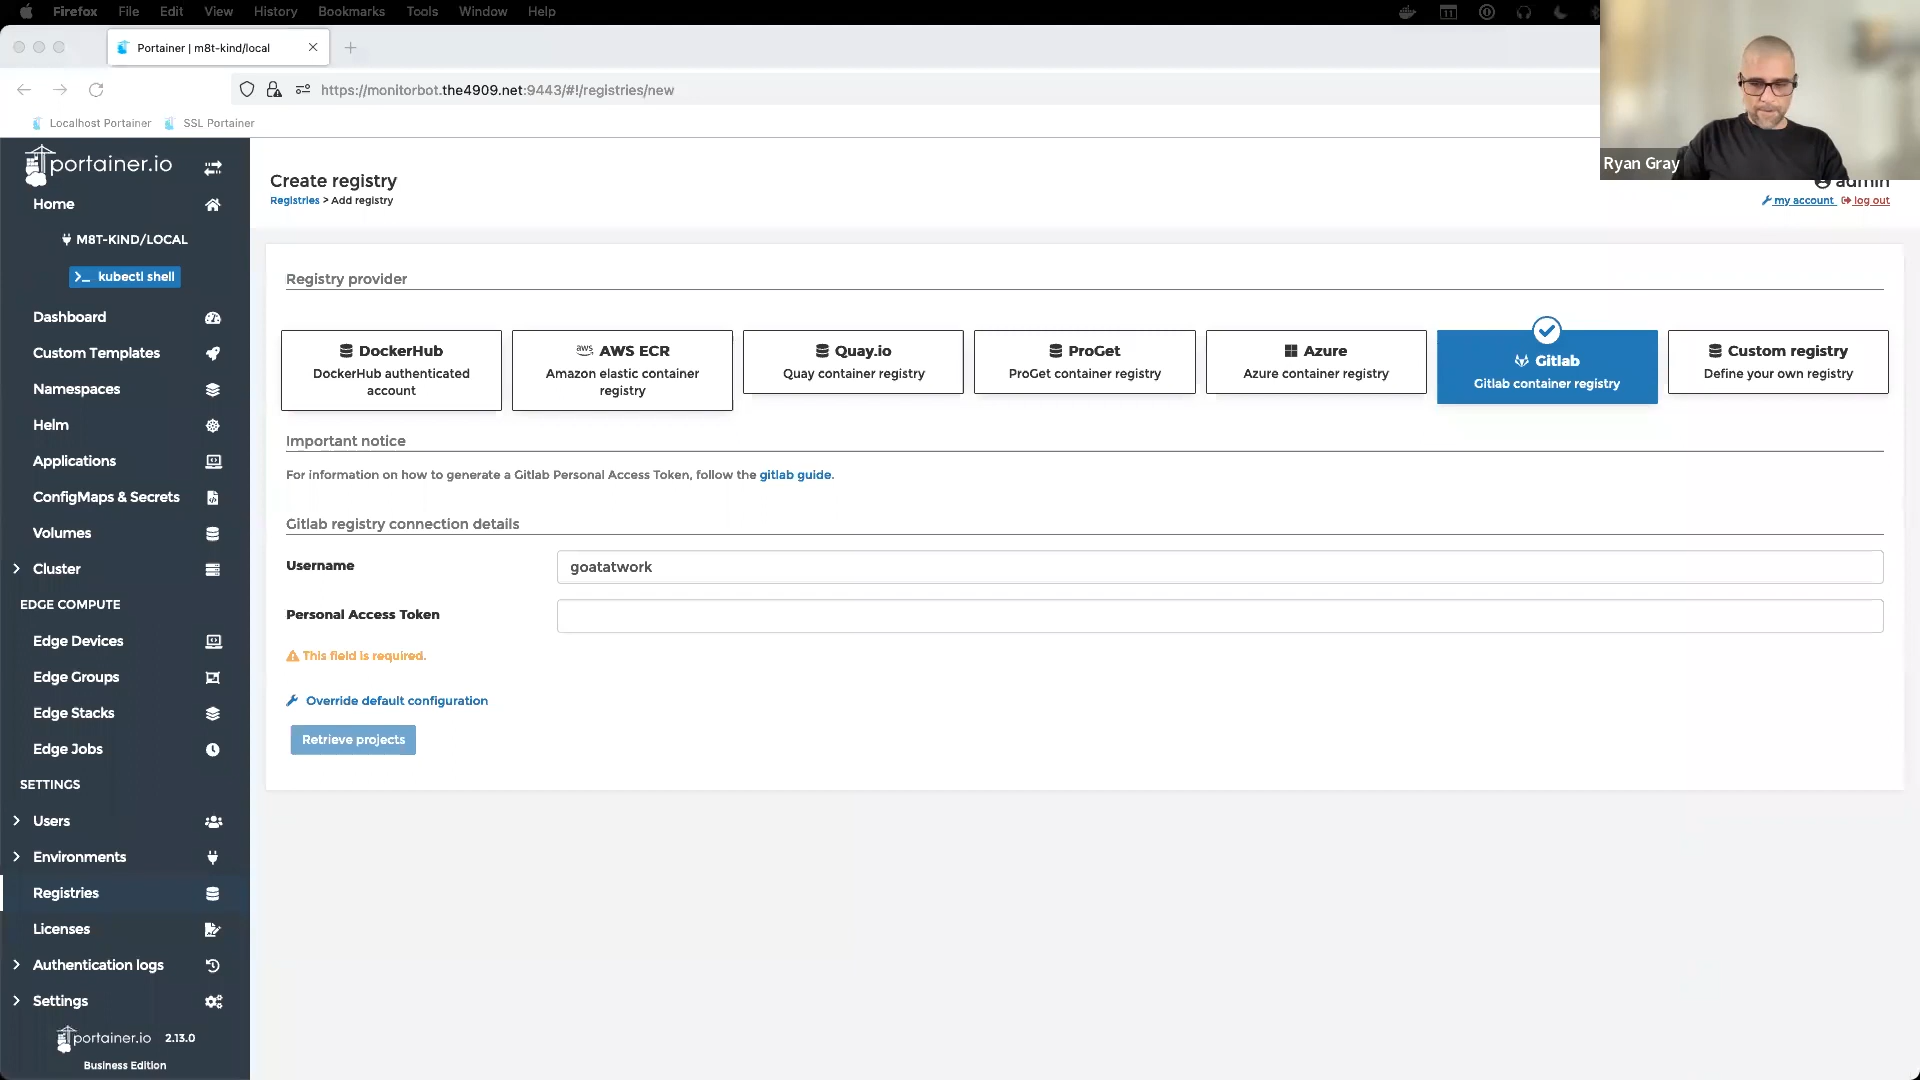 Firefox File Edit View History Bookmarks Tools Window Help
11
Portainer | m8t-kind/local
https://monitorbot.the4909.net:9443/#!/registries/new
Localhost Portainer SSL Portainer
Ryan Gray
portainer.io
Home
M8T-KIND/LOCAL
>_ kubectl shell
Dashboard
Custom Templates
Namespaces
Helm
Applications
ConfigMaps & Secrets
Volumes
Cluster
EDGE COMPUTE
Edge Devices
Edge Groups
Edge Stacks
Edge Jobs
SETTINGS
Users
Environments
Registries
Licenses
Authentication logs
Settings
portainer.io 2.13.0
Business Edition
Create registry
Registries > Add registry
admin
my account log out
Registry provider
DockerHub
DockerHub authenticated
account
aws AWS ECR
Amazon elastic container
registry
Quay.io
Quay container registry
ProGet
ProGet container registry
Azure
Azure container registry
Gitlab
Gitlab container registry
Custom registry
Define your own registry
Important notice
For information on how to generate a Gitlab Personal Access Token, follow the gitlab guide.
Gitlab registry connection details
Username
goatatwork
Personal Access Token
This field is required.
Override default configuration
Retrieve projects